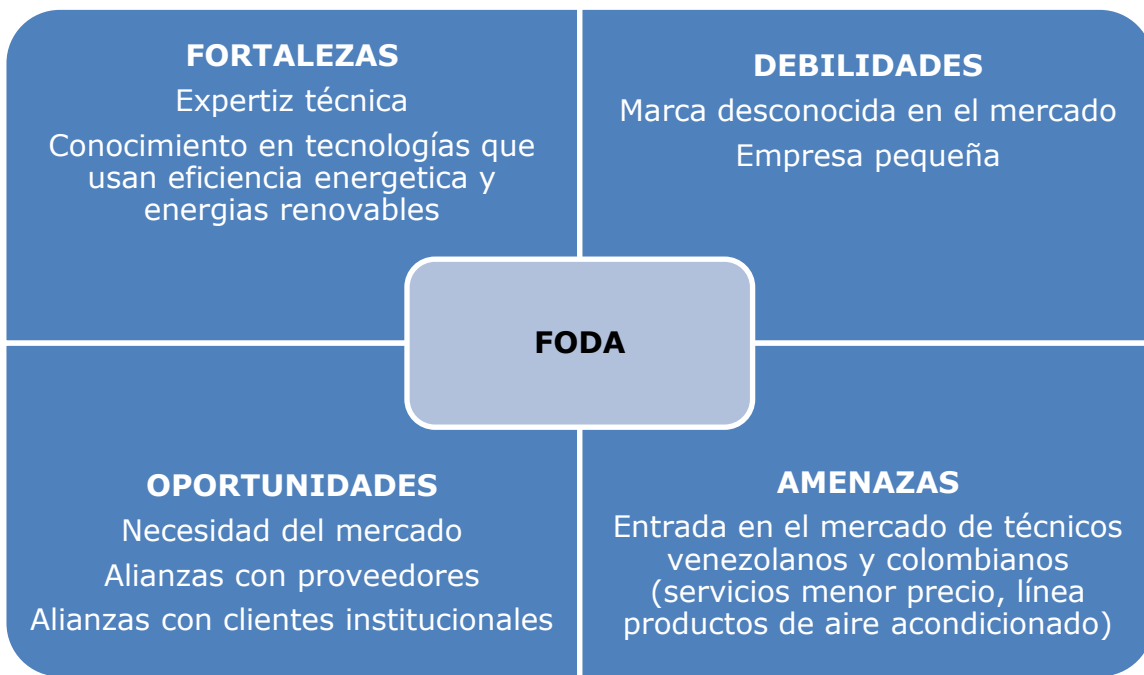 FORTALEZAS
Expertiz técnica
Conocimiento en tecnologías que
usan eficiencia energetica y
energias renovables
DEBILIDADES
Marca desconocida en el mercado
Empresa pequeña
FODA
OPORTUNIDADES
Necesidad del mercado
Alianzas con proveedores
Alianzas con clientes institucionales
AMENAZAS
Entrada en el mercado de técnicos
venezolanos y colombianos
(servicios menor precio, línea
productos de aire acondicionado)